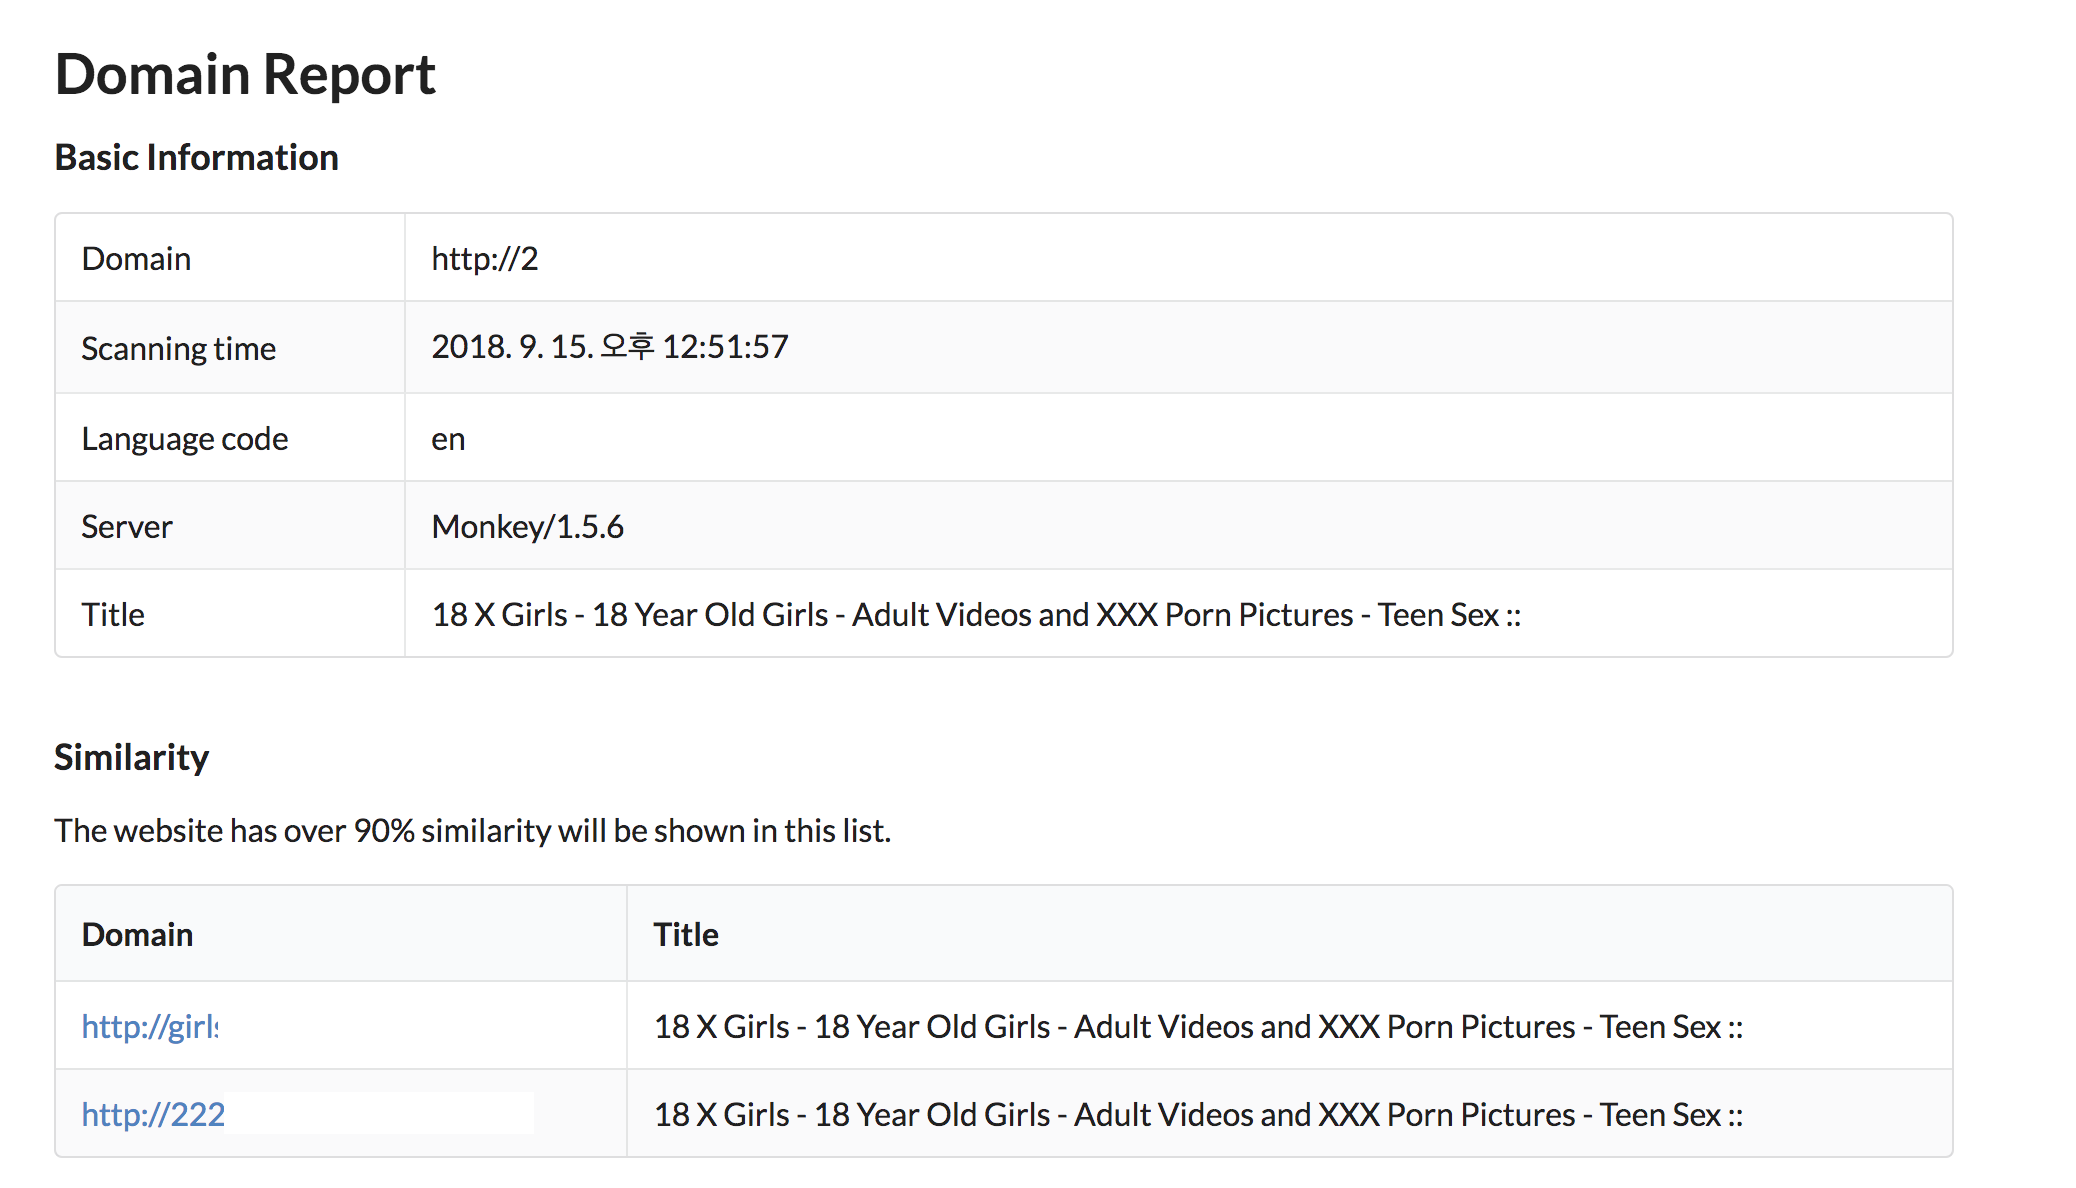 Domain Report
Basic Information
Domain http://2
Scanning time 2018. 9. 15. 오후 12:51:57
Language code en
Server Monkey/1.5.6
Title 18 X Girls - 18 Year Old Girls - Adult Videos and XXX Porn Pictures - Teen Sex ::
Similarity
The website has over 90% similarity will be shown in this list.
Domain Title
http://girls 18 X Girls - 18 Year Old Girls - Adult Videos and XXX Porn Pictures - Teen Sex ::
http://222 18 X Girls - 18 Year Old Girls - Adult Videos and XXX Porn Pictures - Teen Sex ::